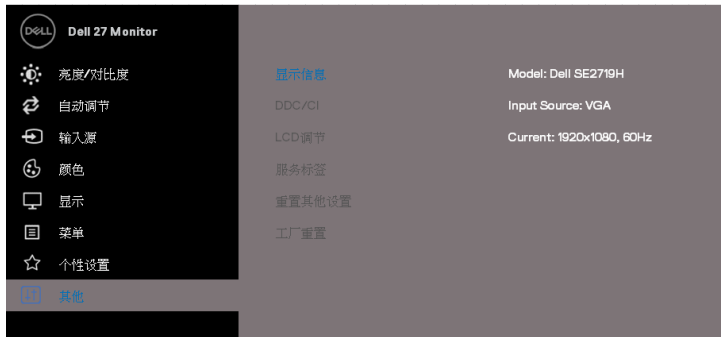 DELL Dell 27 Monitor
亮度/对比度
自动调节
输入源
颜色
显示
菜单
个性设置
其他
显示信息
DDC/CI
LCD调节
服务标签
重置其他设置
工厂重置
Model: Dell SE2719H
Input Source: VGA
Current: 1920x1080, 60Hz